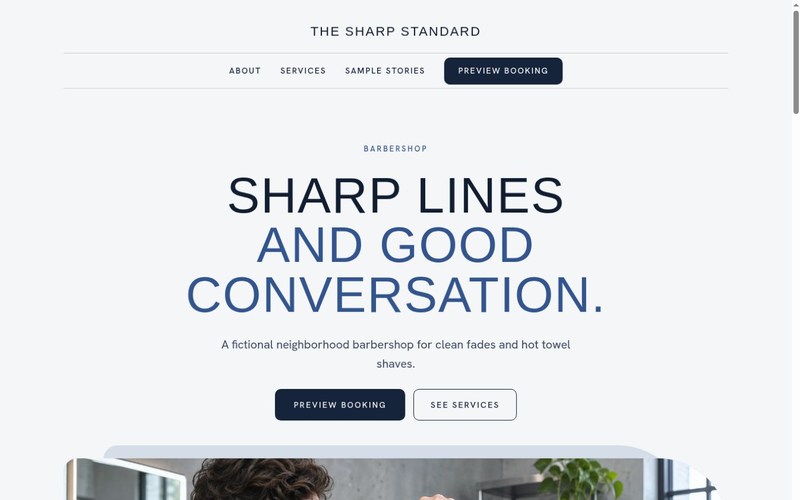 THE SHARP STANDARD
ABOUT SERVICES SAMPLE STORIES PREVIEW BOOKING
BARBERSHOP
SHARP LINES
AND GOOD
CONVERSATION.
A fictional neighborhood barbershop for clean fades and hot towel
shaves.
PREVIEW BOOKING SEE SERVICES